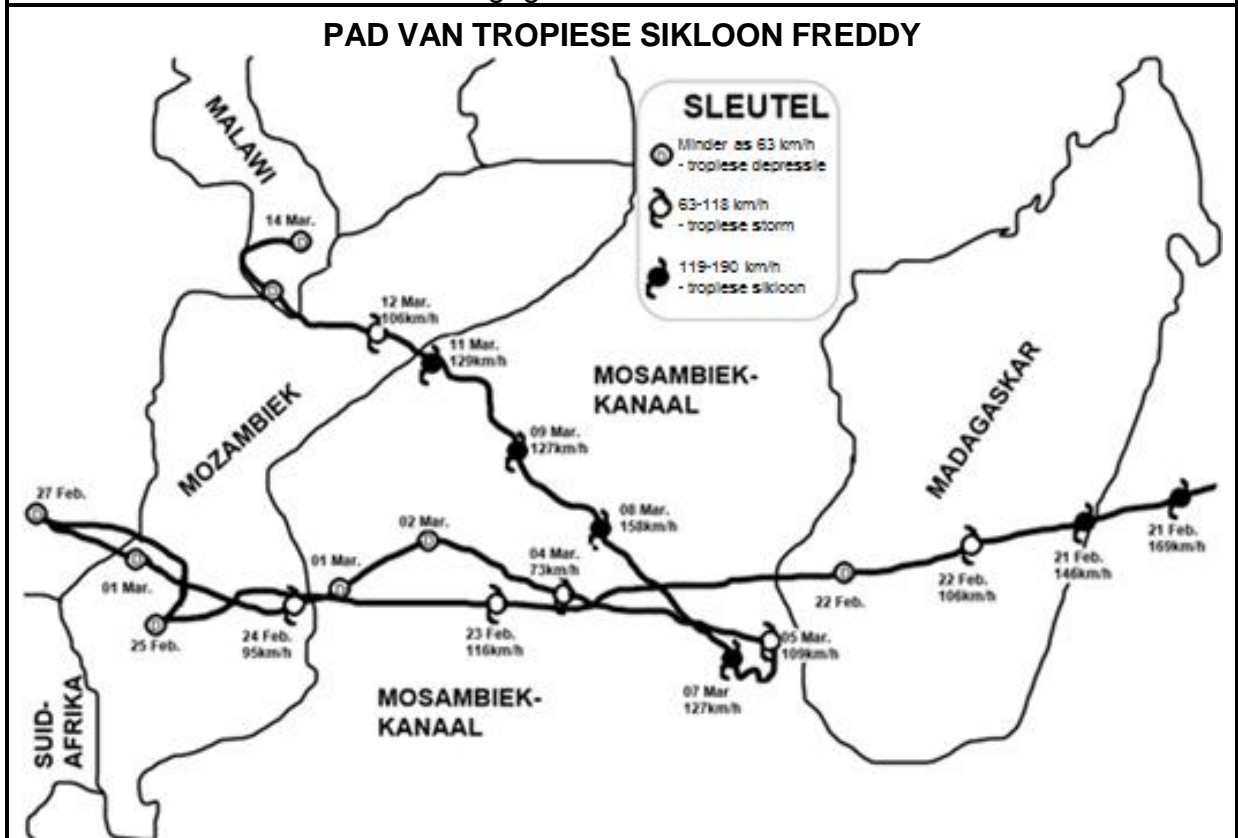 PAD VAN TROPIESE SIKLOON FREDDY
SLEUTEL
Minder as 63 km/h
- tropiese depressie
63-118 km/h
- tropiese storm
119-190 km/h
- tropiese sikloon
MALAWI
14 Mar.
12 Mar.
106km/h
11 Mar.
129km/h
MOSAMBIEK-
KANAAL
MOZAMBIEK
MADAGASKAR
09 Mar.
127km/h
27 Feb.
08 Mar.
158km/h
02 Mar.
21 Feb.
169km/h
01 Mar.
04 Mar.
73km/h
21 Feb.
146km/h
01 Mar.
22 Feb.
106km/h
22 Feb.
25 Feb.
24 Feb.
95km/h
23 Feb.
116km/h
05 Mar.
109km/h
07 Mar
127km/h
MOSAMBIEK-
KANAAL
SUID-
AFRIKA